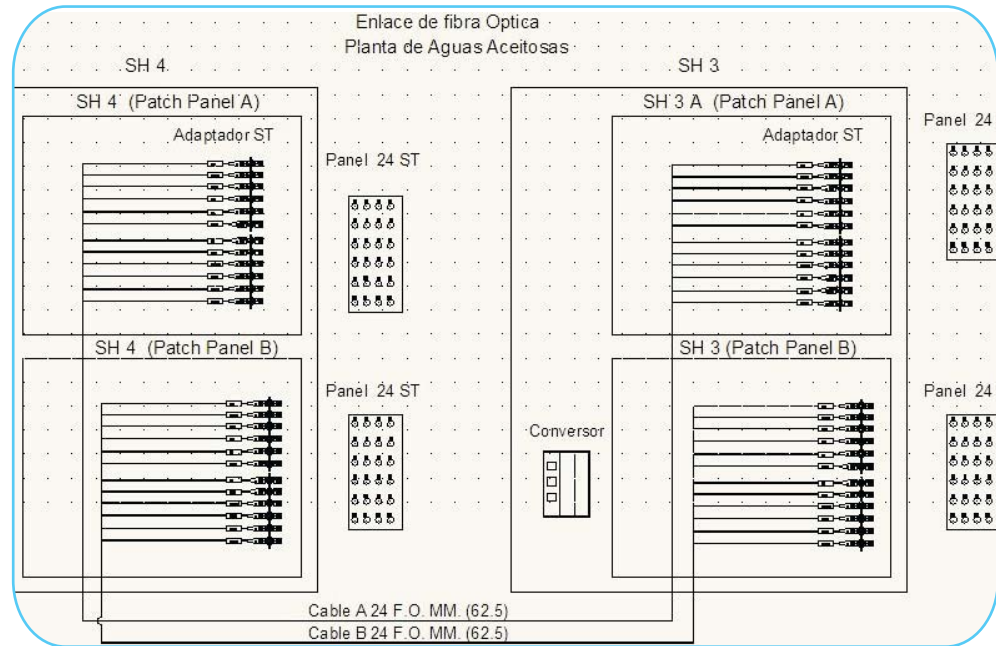 Enlace de fibra Optica
Planta de Aguas Aceitosas
SH 4
SH 3
SH 4 (Patch Panel A)
SH 3 A (Patch Panel A)
Adaptador ST
Adaptador ST
Panel 24 ST
Panel 24
SH 4 (Patch Panel B)
SH 3 (Patch Panel B)
Panel 24 ST
Panel 24
Conversor
Cable A 24 F.O. MM. (62.5)
Cable B 24 F.O. MM. (62.5)